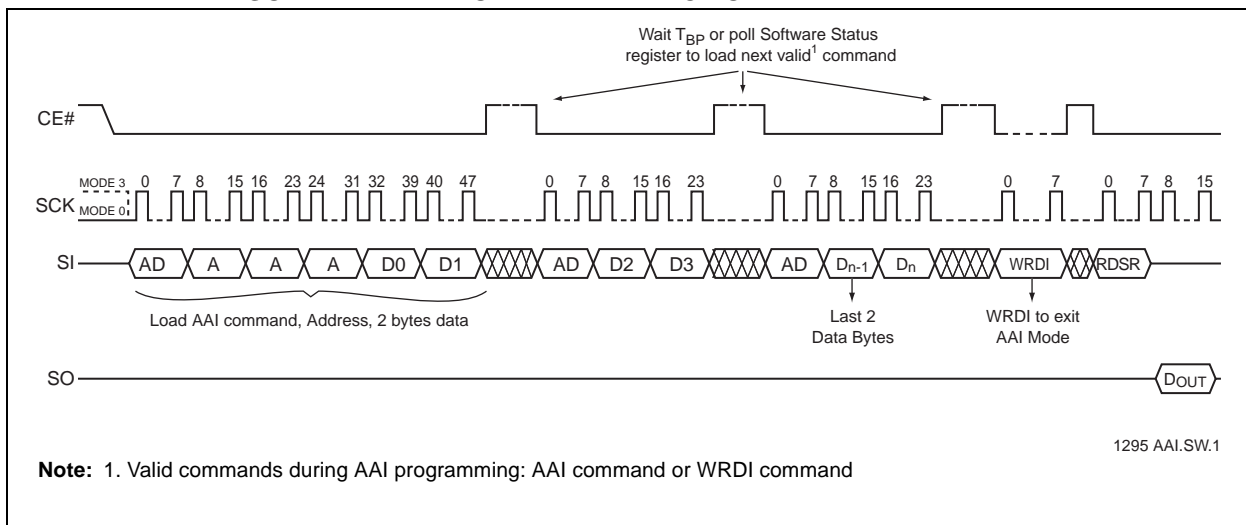 Wait TBP or poll Software Status
register to load next valid1 command
CE#
MODE 3
0 7 8 15 16 23 24 31 32 39 40 47 0 7 8 15 16 23 0 7 8 15 16 23 0 7 0 7 8 15
SCK
MODE 0
SI AD A A A D0 D1 AD D2 D3 AD Dn-1 Dn WRDI RDSR
Load AAI command, Address, 2 bytes data
Last 2
Data Bytes
WRDI to exit
AAI Mode
SO
DOUT
1295 AAI.SW.1
Note: 1. Valid commands during AAI programming: AAI command or WRDI command